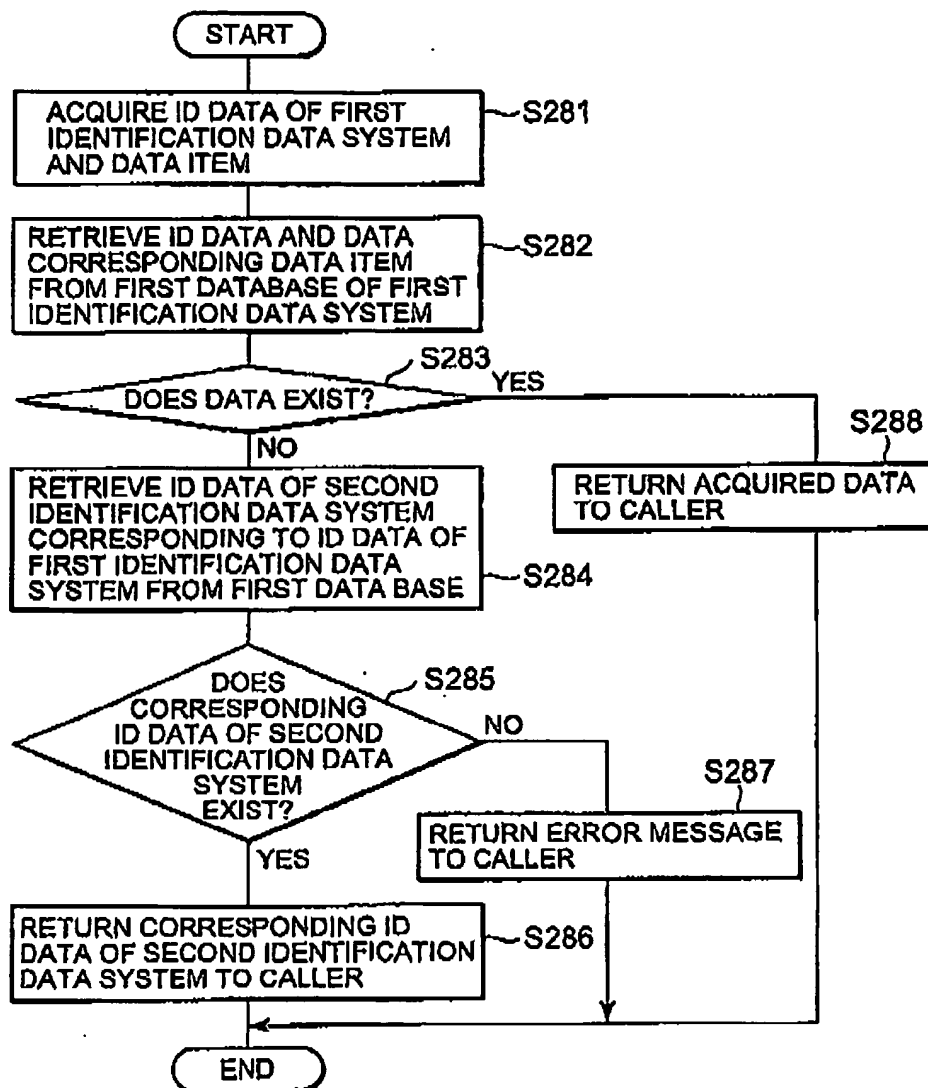 START
ACQUIRE ID DATA OF FIRST
IDENTIFICATION DATA SYSTEM
AND DATA ITEM
S281
RETRIEVE ID DATA AND DATA
CORRESPONDING DATA ITEM
FROM FIRST DATABASE OF FIRST
IDENTIFICATION DATA SYSTEM
S282
S283
DOES DATA EXIST?
YES
NO
S288
RETURN ACQUIRED DATA
TO CALLER
RETRIEVE ID DATA OF SECOND
IDENTIFICATION DATA SYSTEM
CORRESPONDING TO ID DATA OF
FIRST IDENTIFICATION DATA
SYSTEM FROM FIRST DATA BASE
S284
S285
DOES
CORRESPONDING
ID DATA OF SECOND
IDENTIFICATION DATA
SYSTEM
EXIST?
NO
YES
S287
RETURN ERROR MESSAGE
TO CALLER
RETURN CORRESPONDING ID
DATA OF SECOND IDENTIFICATION
DATA SYSTEM TO CALLER
S286
END